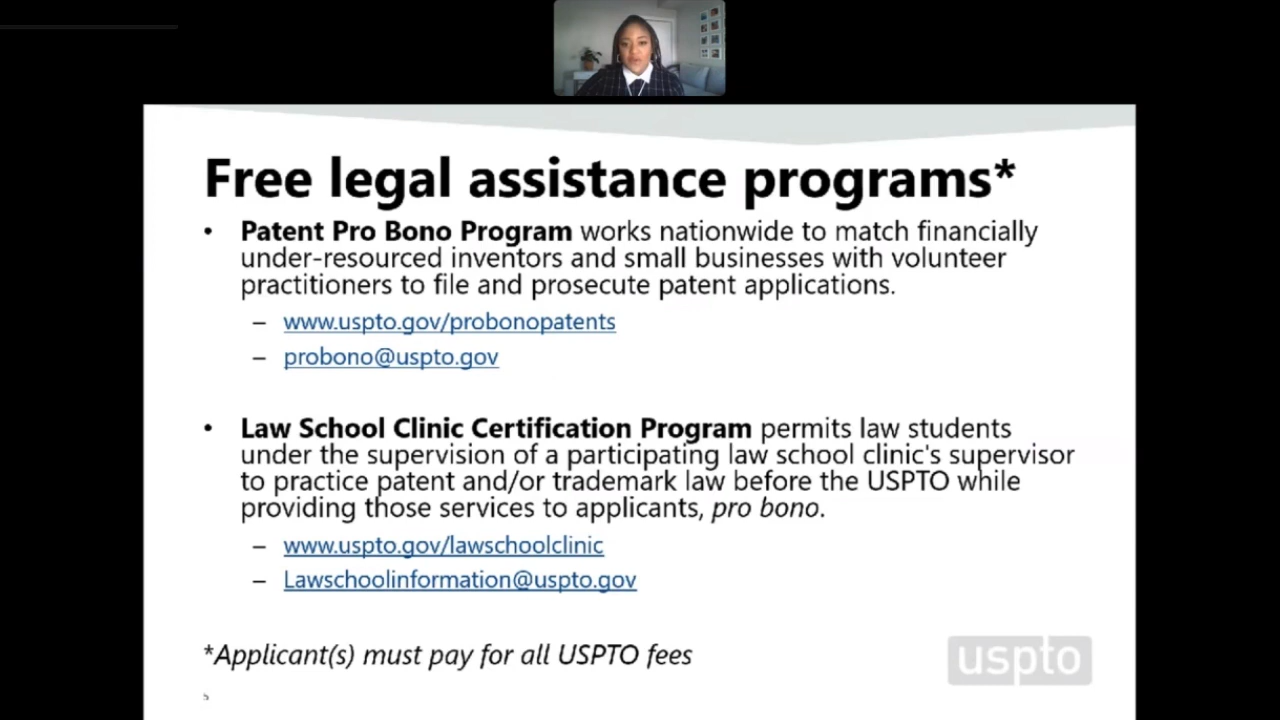 Free legal assistance programs*
• Patent Pro Bono Program works nationwide to match financially
under-resourced inventors and small businesses with volunteer
practitioners to file and prosecute patent applications.
– www.uspto.gov/probonopatents
– probono@uspto.gov
• Law School Clinic Certification Program permits law students
under the supervision of a participating law school clinic's supervisor
to practice patent and/or trademark law before the USPTO while
providing those services to applicants, pro bono.
– www.uspto.gov/lawschoolclinic
– Lawschoolinformation@uspto.gov
*Applicant(s) must pay for all USPTO fees
uspto